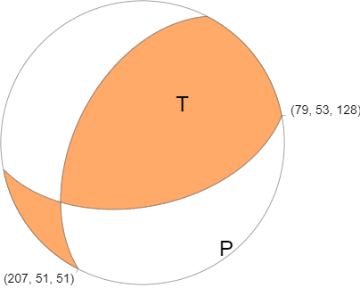 T
(79, 53, 128)
P
(207, 51, 51)